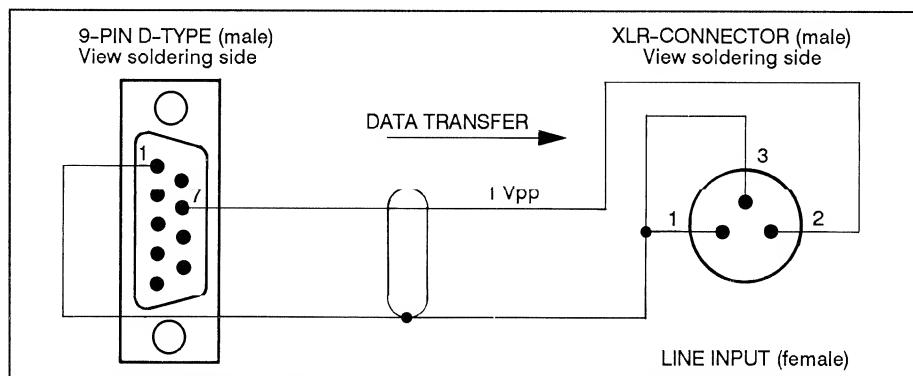 9-PIN D-TYPE (male)
View soldering side
XLR-CONNECTOR (male)
View soldering side
DATA TRANSFER
1
7
1 Vpp
3
1
2
LINE INPUT (female)